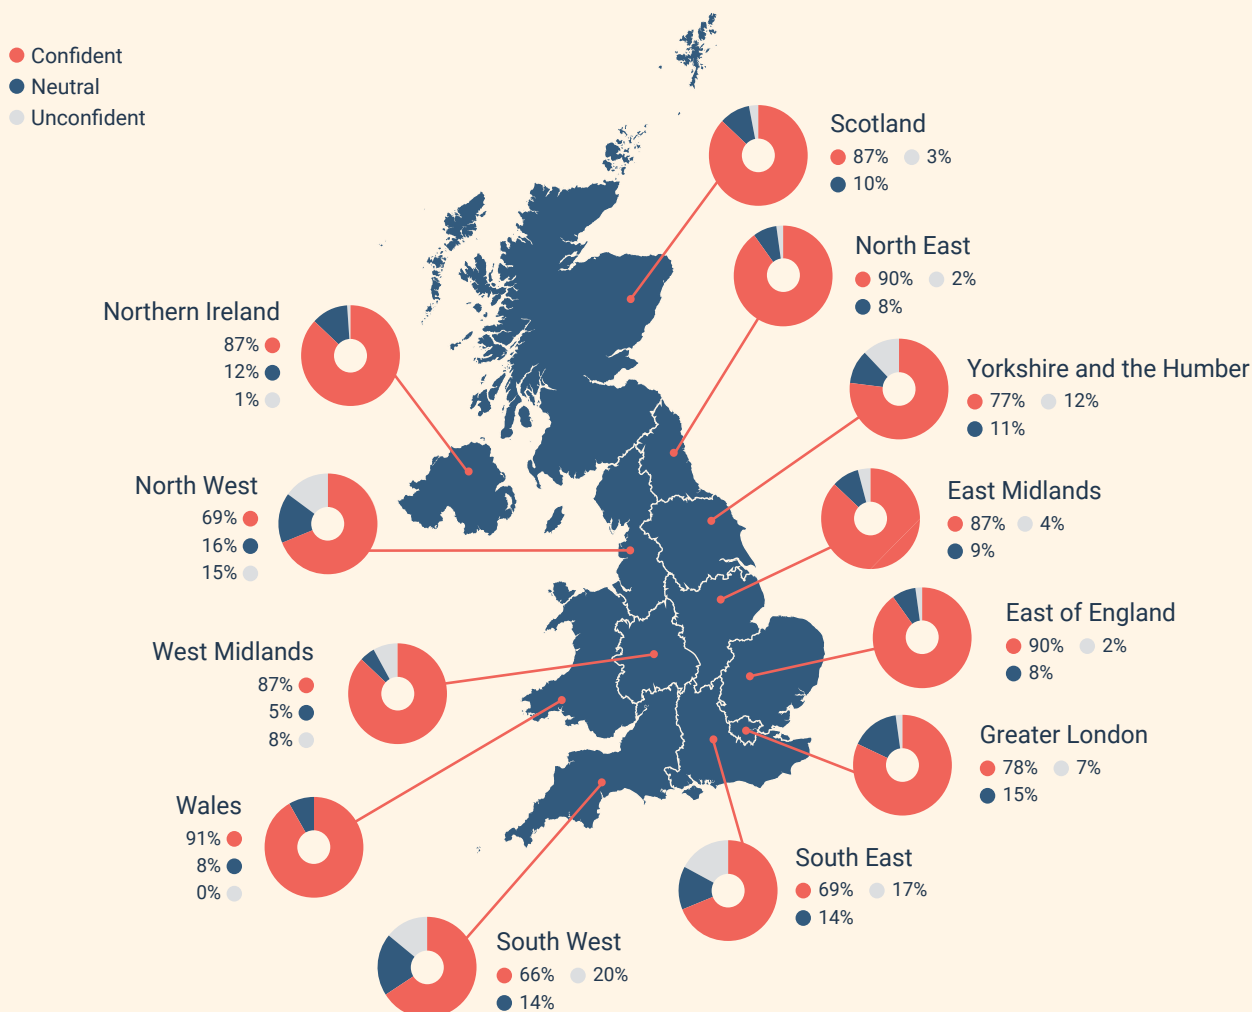 Confident
Neutral
Unconfident
Scotland
87% 3%
10%
North East
90% 2%
8%
Northern Ireland
87%
12%
1%
Yorkshire and the Humber
77% 12%
11%
North West
69%
16%
15%
East Midlands
87% 4%
9%
East of England
90% 2%
8%
West Midlands
87%
5%
8%
Greater London
78% 7%
15%
Wales
91%
8%
0%
South East
69% 17%
14%
South West
66% 20%
14%